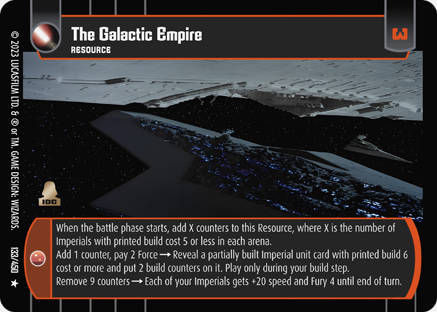 The Galactic Empire
RESOURCE
IDC
When the battle phase starts, add X counters to this Resource, where X is the number of
Imperials with printed build cost 5 or less in each arena.
Add 1 counter, pay 2 Force → Reveal a partially built Imperial unit card with printed build 6
cost or more and put 2 build counters on it. Play only during your build step.
Remove 9 counters → Each of your Imperials gets +20 speed and Fury 4 until end of turn.
© 2023 LUCASFILM LTD. & ® or TM. GAME DESIGN: WIZARDS.